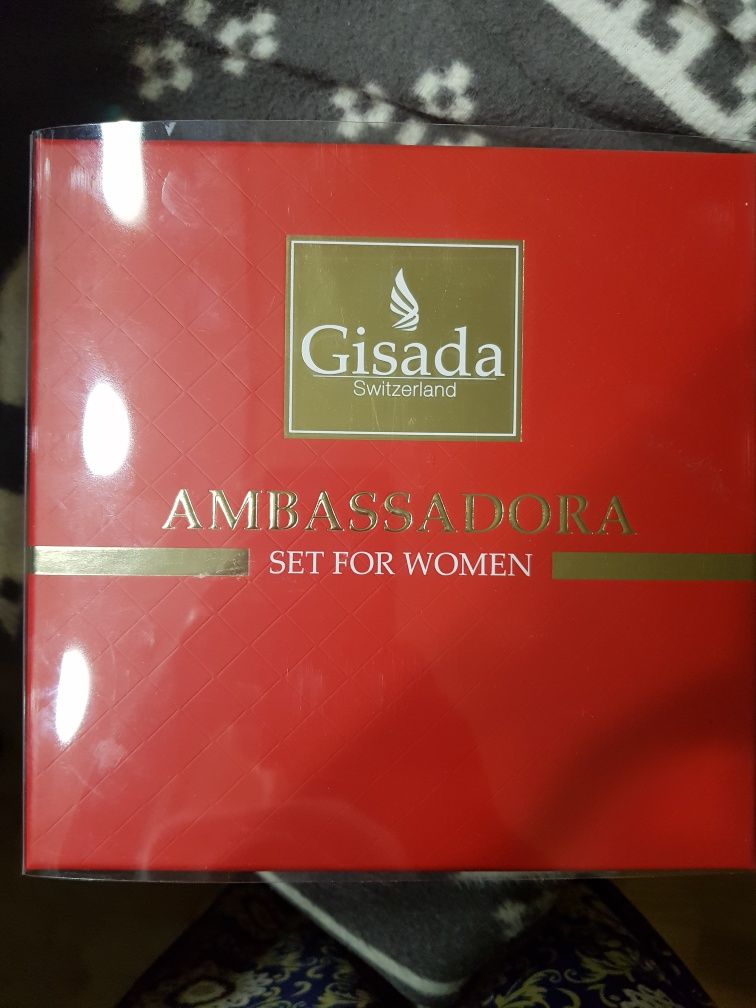 Gisada
Switzerland
AMBASSADORA
SET FOR WOMEN